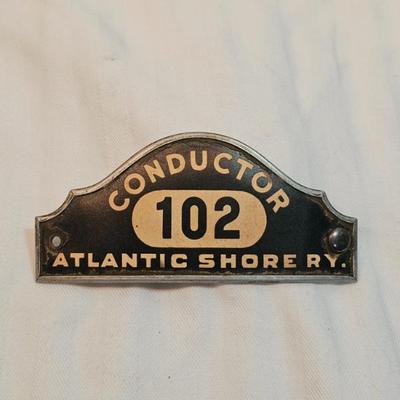 CONDUCTOR
102
ATLANTIC SHORE RY.